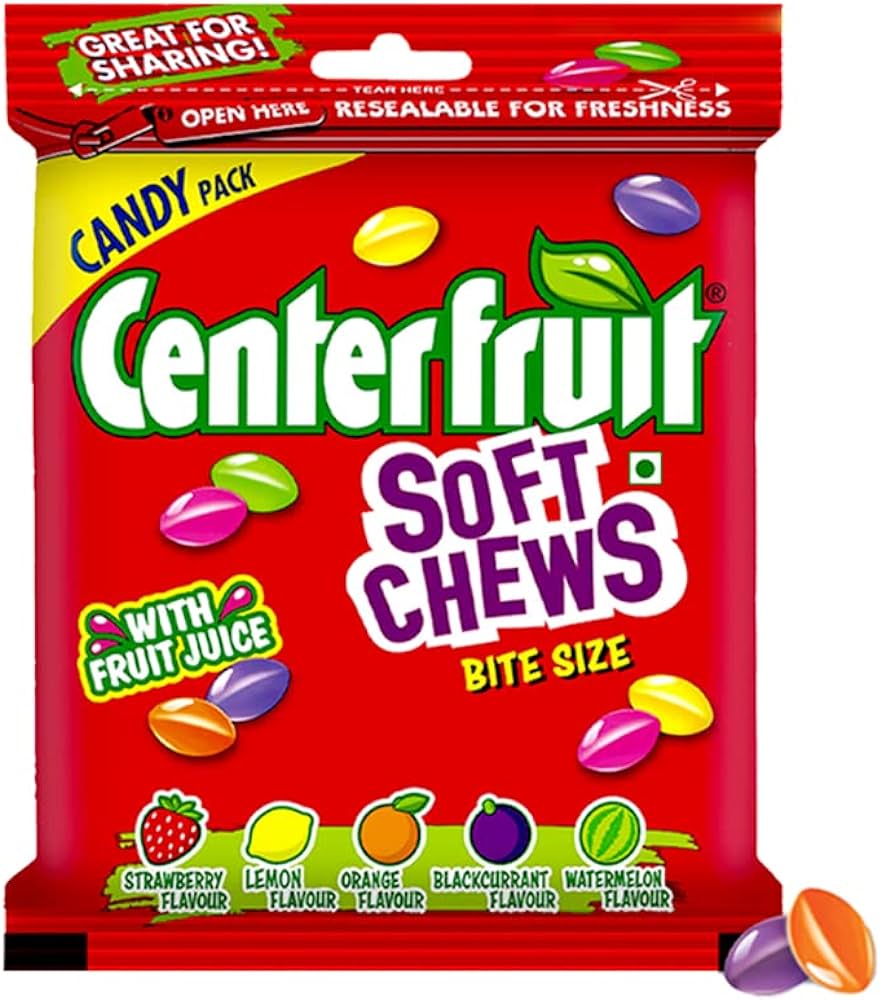 GREAT FOR
SHARING!
TEAR HERE
OPEN HERE
RESEALABLE FOR FRESHNESS
CANDY PACK
Centerfruit®
SOFT
CHEWS
WITH
FRUIT JUICE
BITE SIZE
STRAWBERRY
FLAVOUR
LEMON
FLAVOUR
ORANGE
FLAVOUR
BLACKCURRANT
FLAVOUR
WATERMELON
FLAVOUR